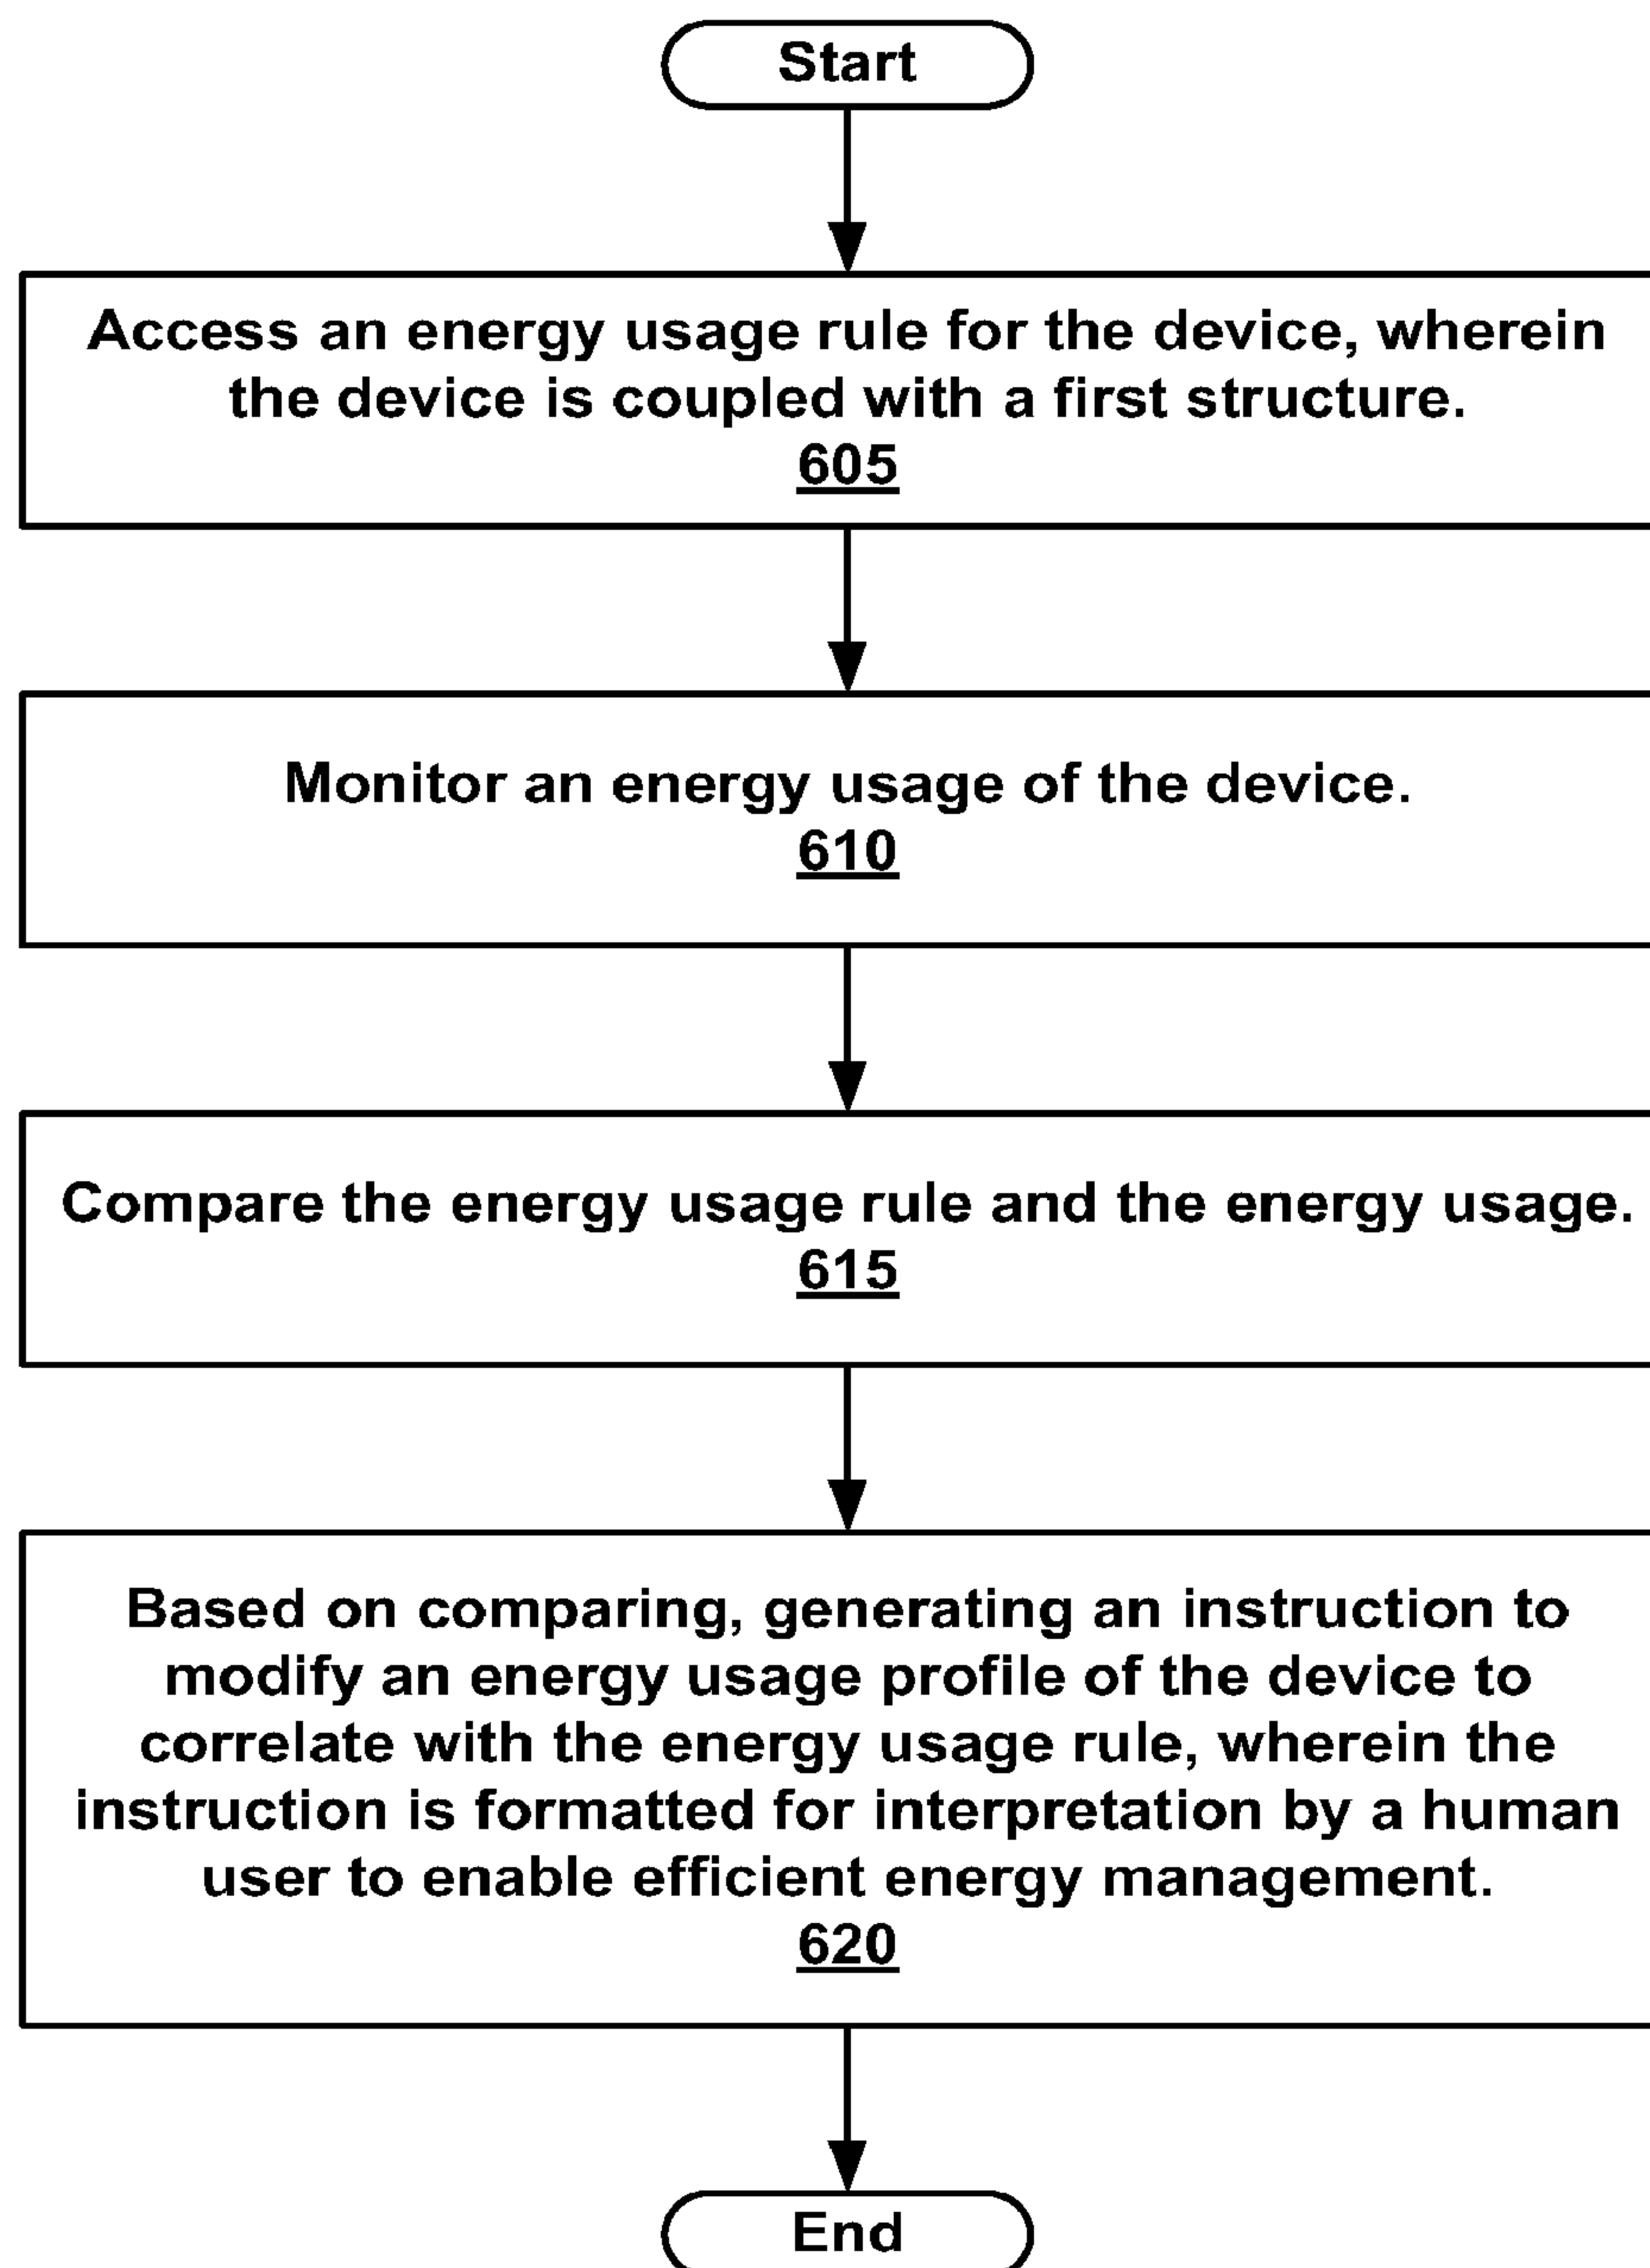 Start
Access an energy usage rule for the device, wherein
the device is coupled with a first structure.
605
Monitor an energy usage of the device.
610
Compare the energy usage rule and the energy usage.
615
Based on comparing, generating an instruction to
modify an energy usage profile of the device to
correlate with the energy usage rule, wherein the
instruction is formatted for interpretation by a human
user to enable efficient energy management.
620
End